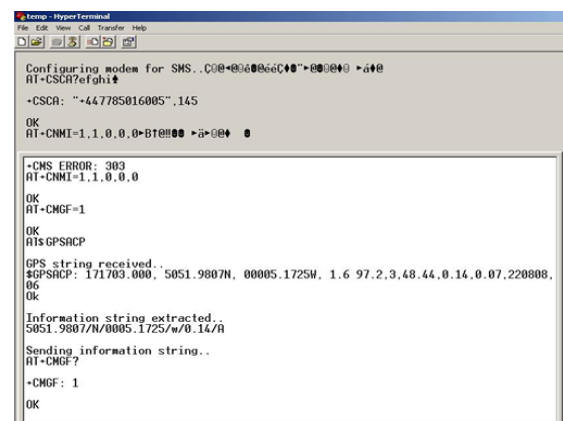 temp - HyperTerminal
File Edit View Call Transfer Help
Configuring modem for SMS..
AT+CSCA?efghi
+CSCA: "+447785016005",145
OK
AT+CNMI=1,1,0,0,0
+CMS ERROR: 303
AT+CNMI=1,1,0,0,0
OK
AT+CMGF=1
OK
AT$GPSACP
GPS string received..
$GPSACP: 171703.000, 5051.9807N, 00005.1725W, 1.6 97.2,3,48.44,0.14,0.07,220808,
06
Ok
Information string extracted..
5051.9807/N/0005.1725/w/0.14/A
Sending information string..
AT+CMGF?
+CMGF: 1
OK